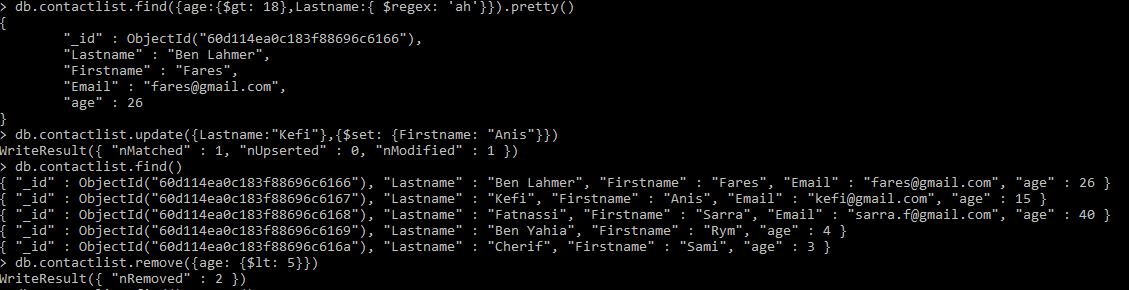 > db.contactlist.find({age:{$gt: 18},Lastname:{ $regex: 'ah'}}).pretty()
{
        "_id" : ObjectId("60d114ea0c183f88696c6166"),
        "Lastname" : "Ben Lahmer",
        "Firstname" : "Fares",
        "Email" : "fares@gmail.com",
        "age" : 26
}
> db.contactlist.update({Lastname:"Kefi"},{$set: {Firstname: "Anis"}})
WriteResult({ "nMatched" : 1, "nUpserted" : 0, "nModified" : 1 })
> db.contactlist.find()
{ "_id" : ObjectId("60d114ea0c183f88696c6166"), "Lastname" : "Ben Lahmer", "Firstname" : "Fares", "Email" : "fares@gmail.com", "age" : 26 }
{ "_id" : ObjectId("60d114ea0c183f88696c6167"), "Lastname" : "Kefi", "Firstname" : "Anis", "Email" : "kefi@gmail.com", "age" : 15 }
{ "_id" : ObjectId("60d114ea0c183f88696c6168"), "Lastname" : "Fatnassi", "Firstname" : "Sarra", "Email" : "sarra.f@gmail.com", "age" : 40 }
{ "_id" : ObjectId("60d114ea0c183f88696c6169"), "Lastname" : "Ben Yahia", "Firstname" : "Rym", "age" : 4 }
{ "_id" : ObjectId("60d114ea0c183f88696c616a"), "Lastname" : "Cherif", "Firstname" : "Sami", "age" : 3 }
> db.contactlist.remove({age: {$lt: 5}})
WriteResult({ "nRemoved" : 2 })